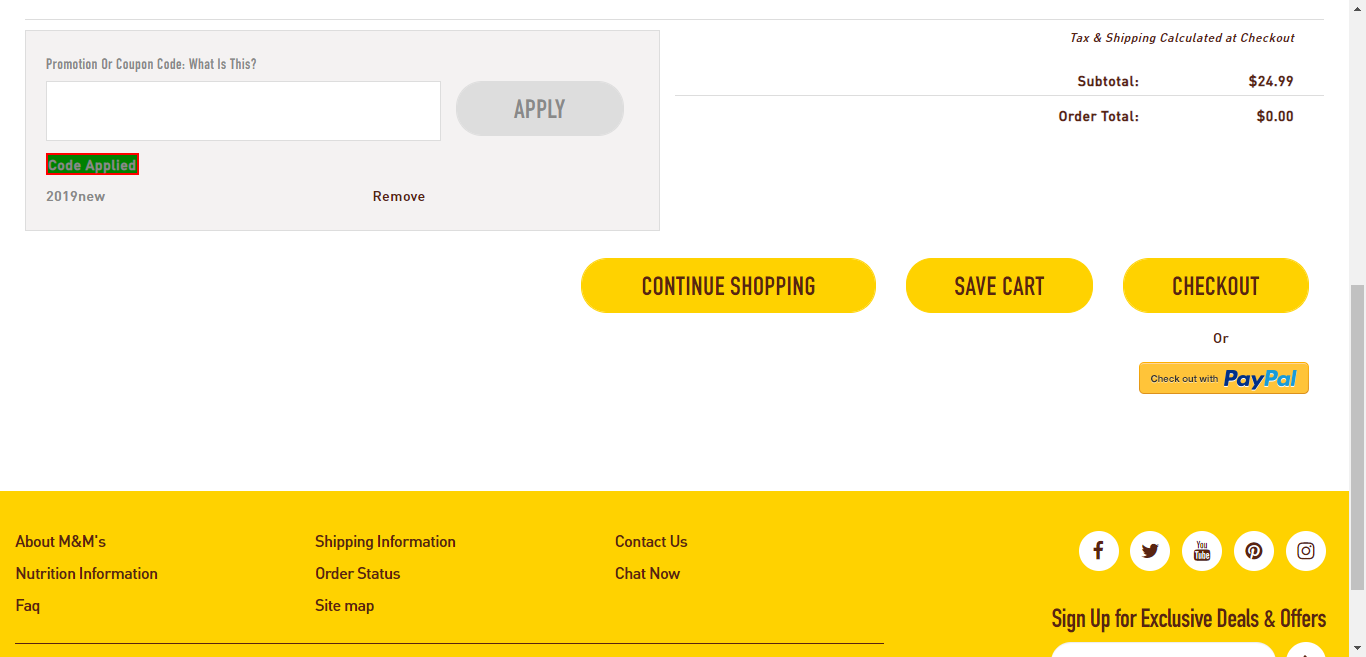 Tax & Shipping Calculated at Checkout
Promotion Or Coupon Code: What Is This?
APPLY
Code Applied
2019new Remove
Subtotal: $24.99
Order Total: $0.00
CONTINUE SHOPPING
SAVE CART
CHECKOUT
Or
Check out with PayPal
About M&M's
Nutrition Information
Faq
Shipping Information
Order Status
Site map
Contact Us
Chat Now
You
Tube
Sign Up for Exclusive Deals & Offers